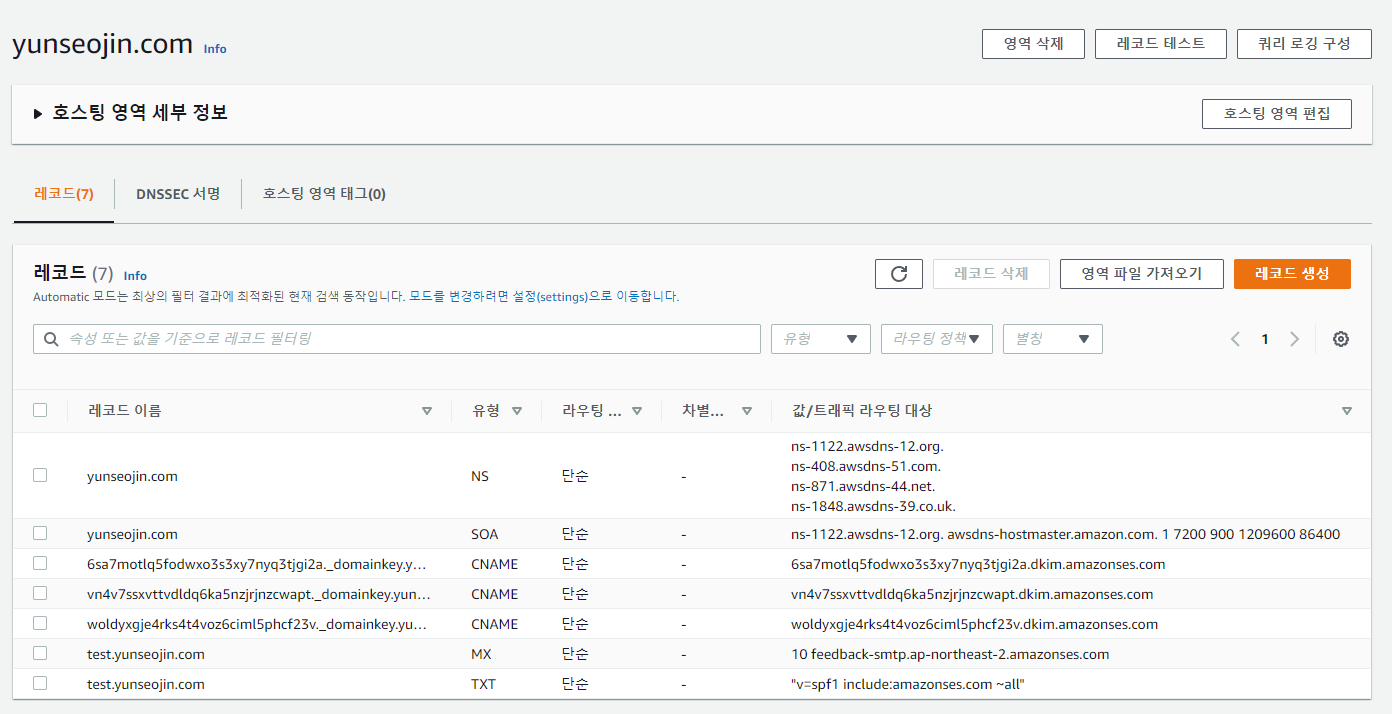 yunseojin.com Info
영역 삭제 레코드 테스트 쿼리 로깅 구성
▶ 호스팅 영역 세부 정보 호스팅 영역 편집
레코드(7) DNSSEC 서명 호스팅 영역 태그(0)
레코드 (7) Info 레코드 삭제 영역 파일 가져오기 레코드 생성
Automatic 모드는 최상의 필터 결과에 최적화된 현재 검색 동작입니다. 모드를 변경하려면 설정(settings)으로 이동합니다.
속성 또는 값을 기준으로 레코드 필터링 유형 라우팅 정책 별칭 1
레코드 이름 유형 라우팅 ... 차별... 값/트래픽 라우팅 대상
yunseojin.com NS 단순 - ns-1122.awsdns-12.org.
ns-408.awsdns-51.com.
ns-871.awsdns-44.net.
ns-1848.awsdns-39.co.uk.
yunseojin.com SOA 단순 - ns-1122.awsdns-12.org. awsdns-hostmaster.amazon.com. 1 7200 900 1209600 86400
6sa7motlq5fodwxo3s3xy7nyq3tjgi2a._domainkey.y... CNAME 단순 - 6sa7motlq5fodwxo3s3xy7nyq3tjgi2a.dkim.amazonses.com
vn4v7ssxvttvdldq6ka5nzjrjnzcwapt._domainkey.yun... CNAME 단순 - vn4v7ssxvttvdldq6ka5nzjrjnzcwapt.dkim.amazonses.com
woldyxgje4rks4t4voz6ciml5phcf23v._domainkey.yu... CNAME 단순 - woldyxgje4rks4t4voz6ciml5phcf23v.dkim.amazonses.com
test.yunseojin.com MX 단순 - 10 feedback-smtp.ap-northeast-2.amazonses.com
test.yunseojin.com TXT 단순 - "v=spf1 include:amazonses.com ~all"